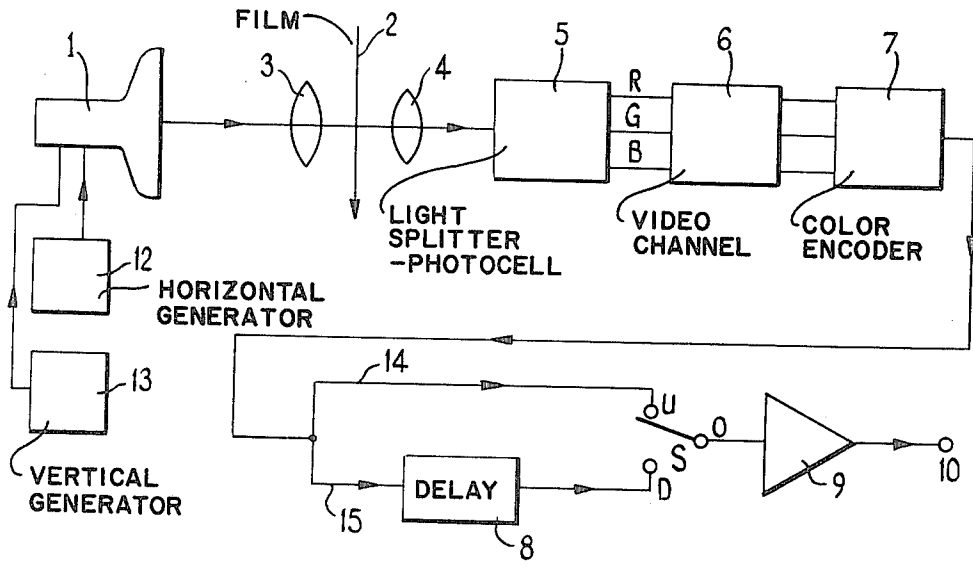 FILM
1
2
3
4
5
6
7
R
G
B
LIGHT
SPLITTER
-PHOTOCELL
VIDEO
CHANNEL
COLOR
ENCODER
12
HORIZONTAL
GENERATOR
13
VERTICAL
GENERATOR
14
15
DELAY
8
U
S
O
D
9
10